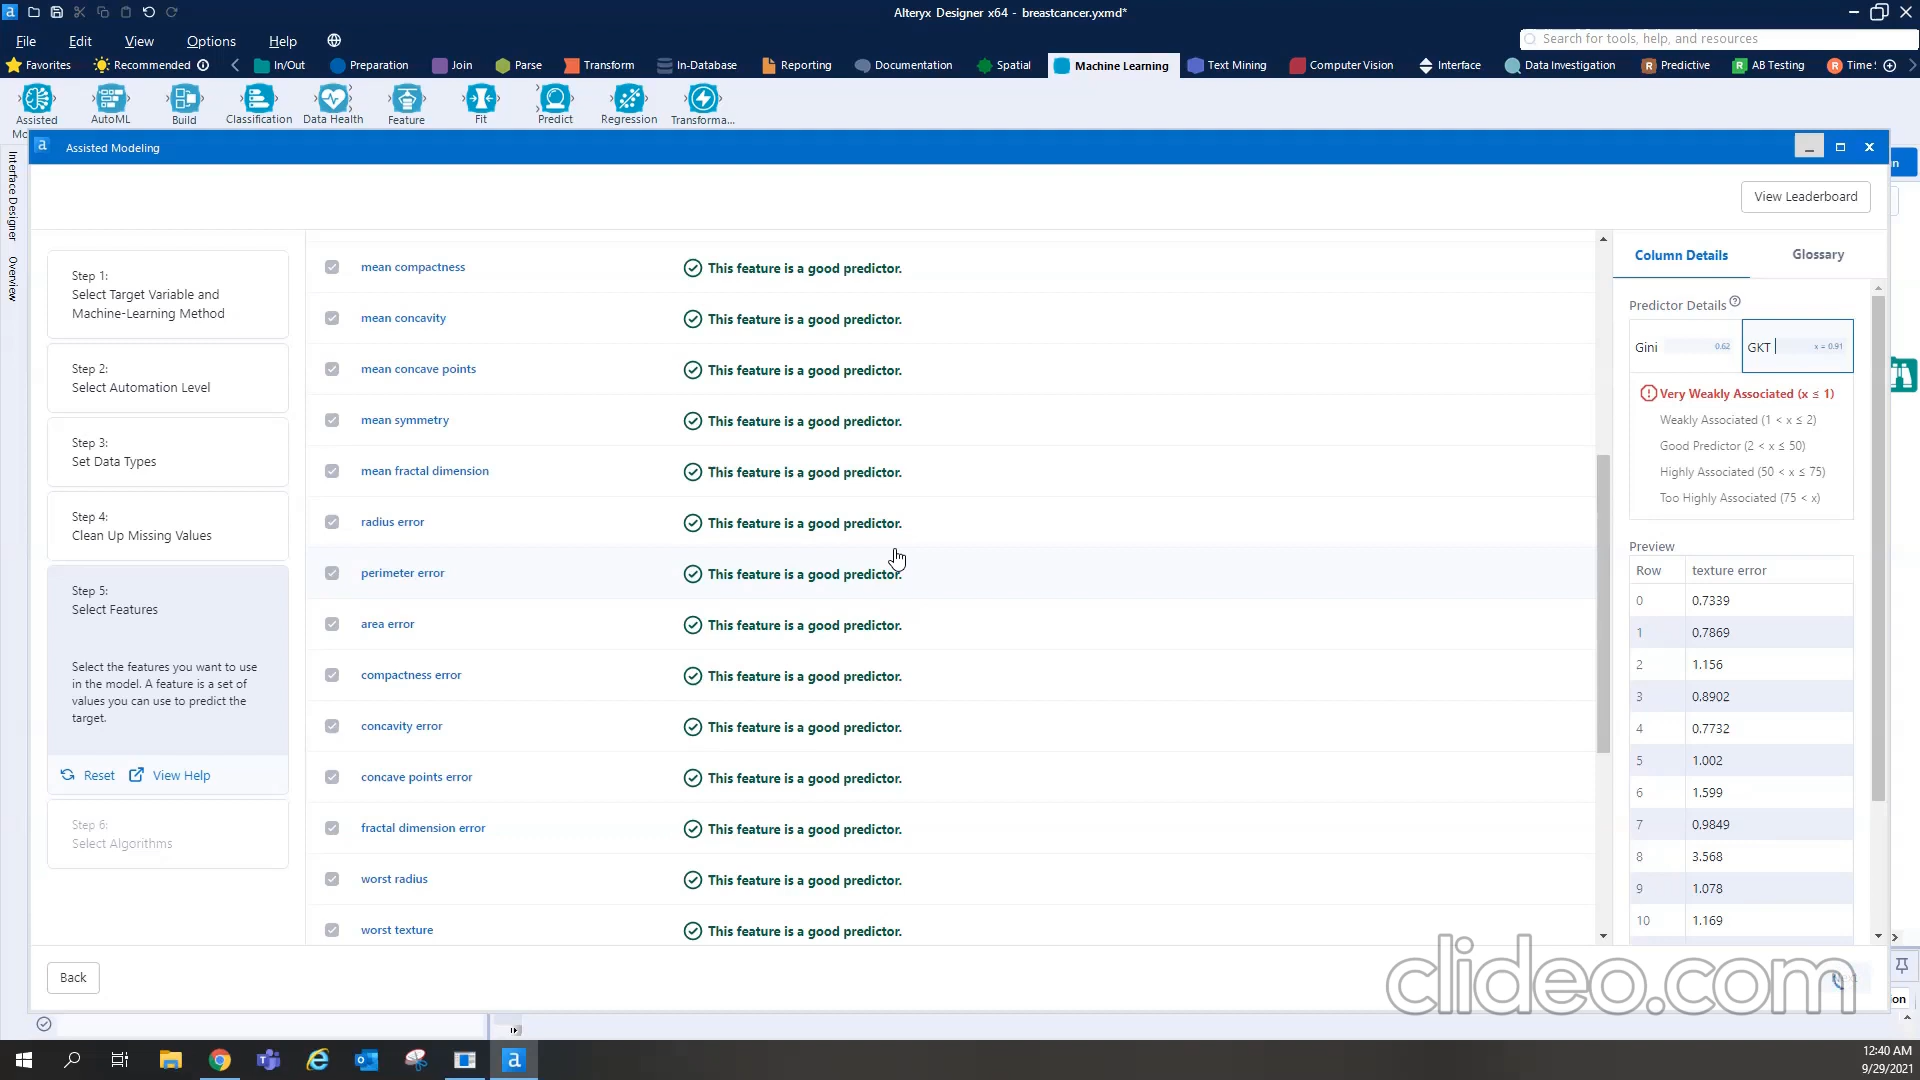 Alteryx Designer x64 - breastcancer.yxmd*
File Edit View Options Help
Search for tools, help, and resources
Favorites Recommended In/Out Preparation Join Parse Transform In-Database Reporting Documentation Spatial Machine Learning Text Mining Computer Vision Interface Data Investigation Predictive AB Testing Time S
Assisted AutoML Build Classification Data Health Feature Fit Predict Regression Transforma...
Mo
Assisted Modeling
Interface Designer
Overview
View Leaderboard
Step 1:
Select Target Variable and
Machine-Learning Method
Step 2:
Select Automation Level
Step 3:
Set Data Types
Step 4:
Clean Up Missing Values
Step 5:
Select Features
Select the features you want to use
in the model. A feature is a set of
values you can use to predict the
target.
Reset View Help
Step 6:
Select Algorithms
mean compactness This feature is a good predictor.
mean concavity This feature is a good predictor.
mean concave points This feature is a good predictor.
mean symmetry This feature is a good predictor.
mean fractal dimension This feature is a good predictor.
radius error This feature is a good predictor.
perimeter error This feature is a good predictor.
area error This feature is a good predictor.
compactness error This feature is a good predictor.
concavity error This feature is a good predictor.
concave points error This feature is a good predictor.
fractal dimension error This feature is a good predictor.
worst radius This feature is a good predictor.
worst texture This feature is a good predictor.
Column Details Glossary
Predictor Details
Gini 0.62 GKT x = 0.91
Very Weakly Associated (x ≤ 1)
Weakly Associated (1 < x ≤ 2)
Good Predictor (2 < x ≤ 50)
Highly Associated (50 < x ≤ 75)
Too Highly Associated (75 < x)
Preview
Row texture error
0 0.7339
1 0.7869
2 1.156
3 0.8902
4 0.7732
5 1.002
6 1.599
7 0.9849
8 3.568
9 1.078
10 1.169
Back
clideo.com
on
12:40 AM
9/29/2021